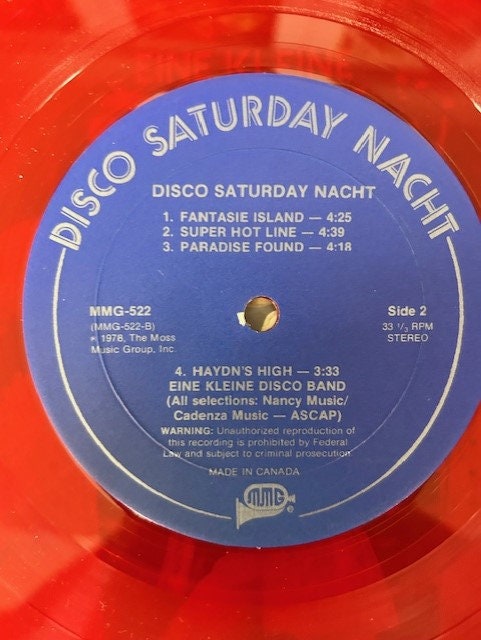 EINE KLEINE
DISCO SATURDAY NACHT
DISCO SATURDAY NACHT
1. FANTASIE ISLAND — 4:25
2. SUPER HOT LINE — 4:39
3. PARADISE FOUND — 4:18
MMG-522
(MMG-522-B)
℗ 1978, The Moss
Music Group, Inc.
Side 2
33 1/3 RPM
STEREO
4. HAYDN'S HIGH — 3:33
EINE KLEINE DISCO BAND
(All selections: Nancy Music/
Cadenza Music — ASCAP)
WARNING: Unauthorized reproduction of
this recording is prohibited by Federal
Law and subject to criminal prosecution.
MADE IN CANADA
MMG
®